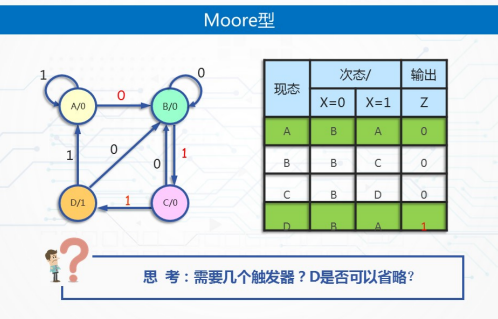 Moore型
1
0
0
A/0
B/0
1
0
0
1
D/1
1
C/0
现态 次态/ 输出
X=0 X=1 Z
A B A 0
B B C 0
C B D 0
D B A 1
思 考：需要几个触发器？D是否可以省略？